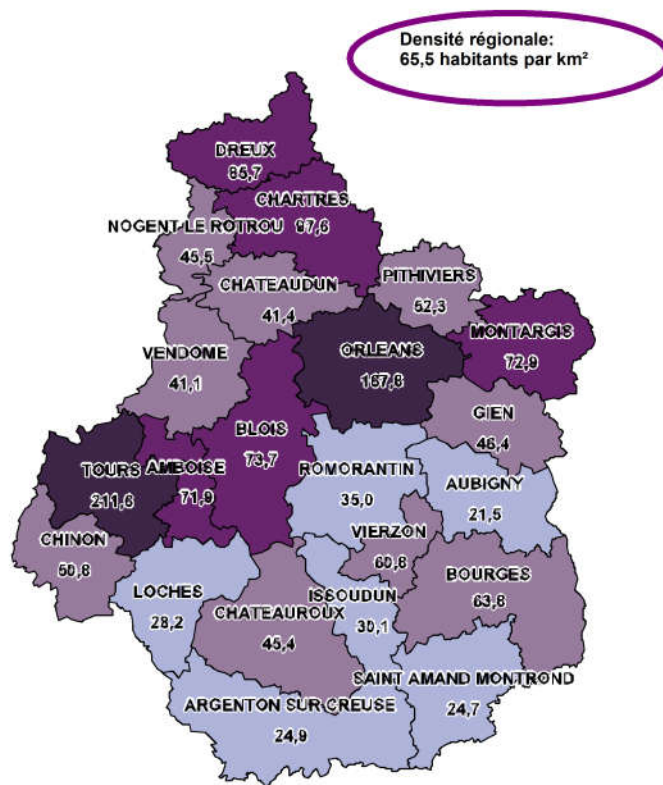 Densité régionale:
65,5 habitants par km²
DREUX
85,7
CHARTRES
97,6
NOGENT-LE ROTROU
45,5
CHATEAUDUN
41,4
PITHIVIERS
52,3
MONTARGIS
72,9
ORLEANS
167,8
VENDOME
41,1
GIEN
46,4
BLOIS
73,7
TOURS
211,6
AMBOISE
71,9
ROMORANTIN
35,0
AUBIGNY
21,5
CHINON
50,8
VIERZON
60,8
LOCHES
28,2
ISSOUDUN
30,1
BOURGES
63,8
CHATEAUROUX
45,4
SAINT AMAND MONTROND
24,7
ARGENTON SUR CREUSE
24,9